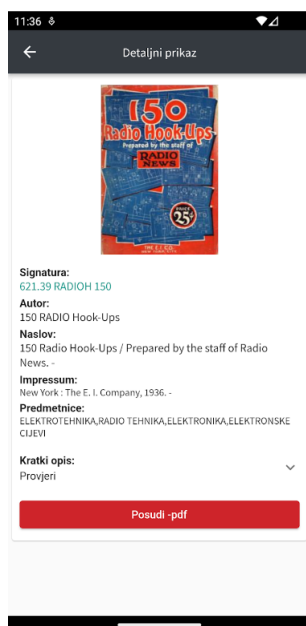 11:36
Detaljni prikaz
150
Radio Hook-Ups
Prepared by the staff of
RADIO
NEWS
25¢
THE E. I. CO.
Signatura:
621.39 RADIOH 150
Autor:
150 RADIO Hook-Ups
Naslov:
150 Radio Hook-Ups / Prepared by the staff of Radio
News. -
Impressum:
New York : The E. I. Company, 1936. -
Predmetnice:
ELEKTROTEHNIKA,RADIO TEHNIKA,ELEKTRONIKA,ELEKTRONSKE
CIJEVI
Kratki opis:
Provjeri
Posudi -pdf